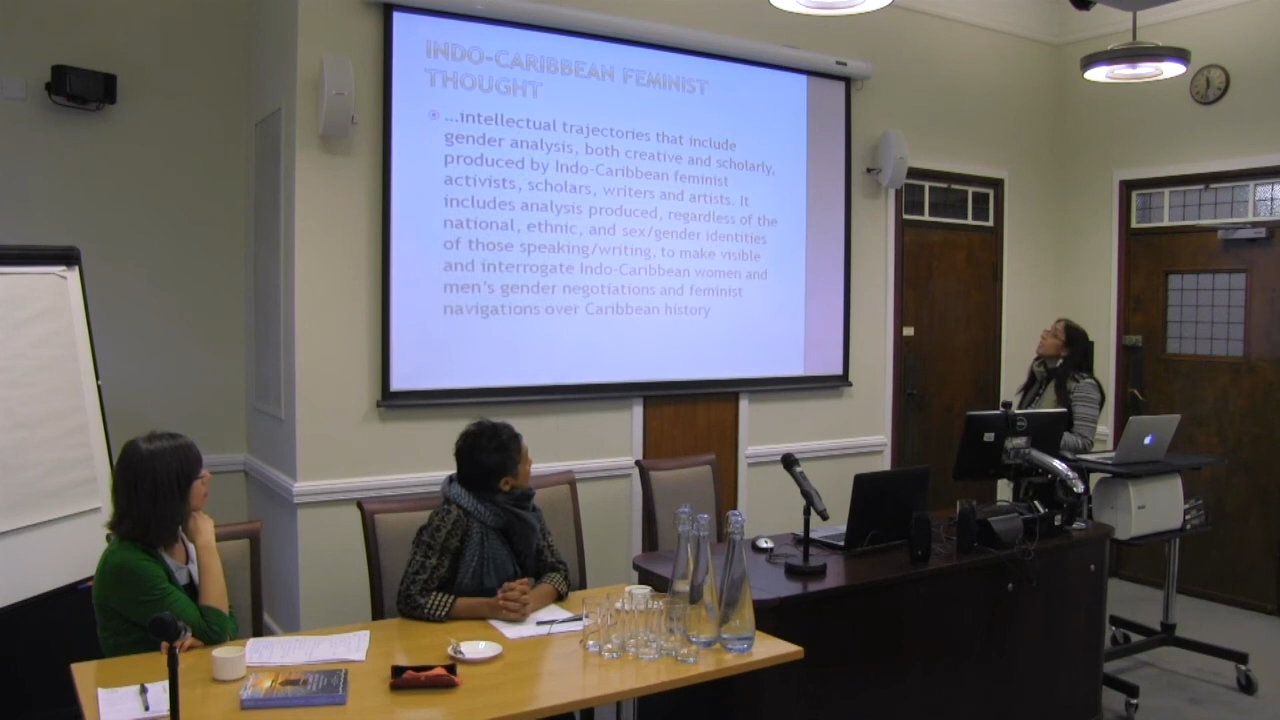 INDO-CARIBBEAN FEMINIST
THOUGHT
...intellectual trajectories that include
gender analysis, both creative and scholarly,
produced by Indo-Caribbean feminist
activists, scholars, writers and artists. It
includes analysis produced, regardless of the
national, ethnic, and sex/gender identities
of those speaking/writing, to make visible
and interrogate Indo-Caribbean women and
men's gender negotiations and feminist
navigations over Caribbean history